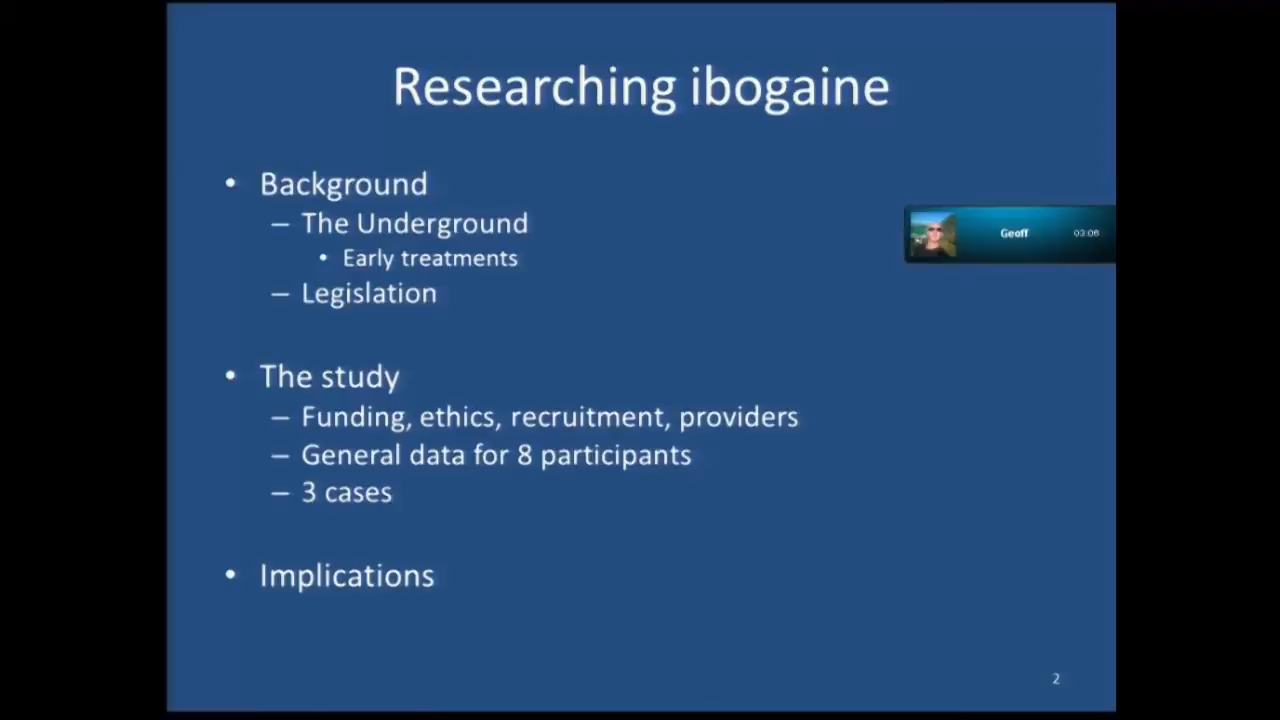 Researching ibogaine
• Background
– The Underground
• Early treatments
– Legislation
Geoff 03:06
• The study
– Funding, ethics, recruitment, providers
– General data for 8 participants
– 3 cases
• Implications
2